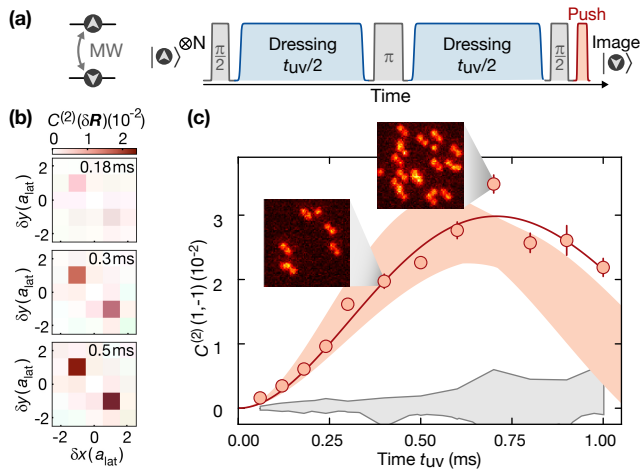 (a)
MW
|▲⟩⊗N
π/2
Dressing
tUV/2
π
Dressing
tUV/2
π/2
Push
Image
|▼⟩
Time
(b)
C(2)(δR)(10-2)
0 1 2
0.18ms
δy(alat)
2
0
-2
0.3ms
δy(alat)
2
0
-2
0.5ms
δy(alat)
2
0
-2
-2 0 2
δx(alat)
(c)
C(2)(1,-1)(10-2)
3
2
1
0
0.00 0.25 0.50 0.75 1.00
Time tUV (ms)